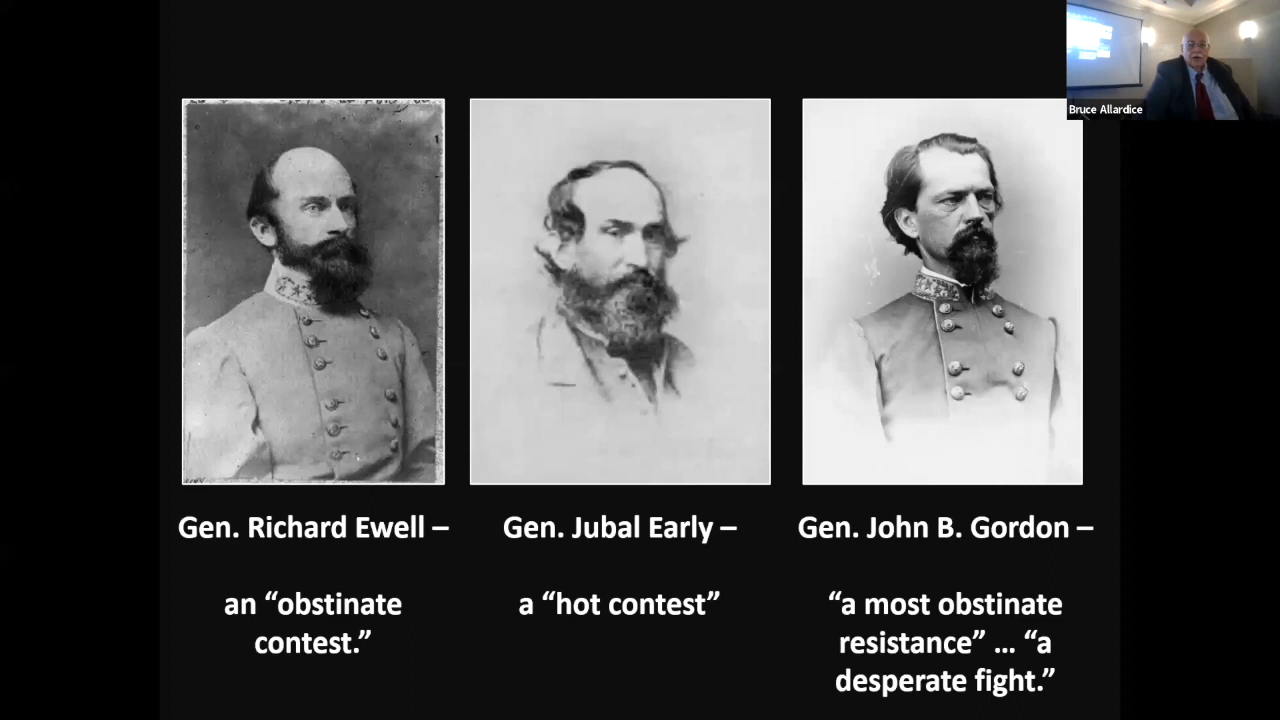 Bruce Allardice
Gen. Richard Ewell –
an “obstinate
contest.”
Gen. Jubal Early –
a “hot contest”
Gen. John B. Gordon –
“a most obstinate
resistance” … “a
desperate fight.”